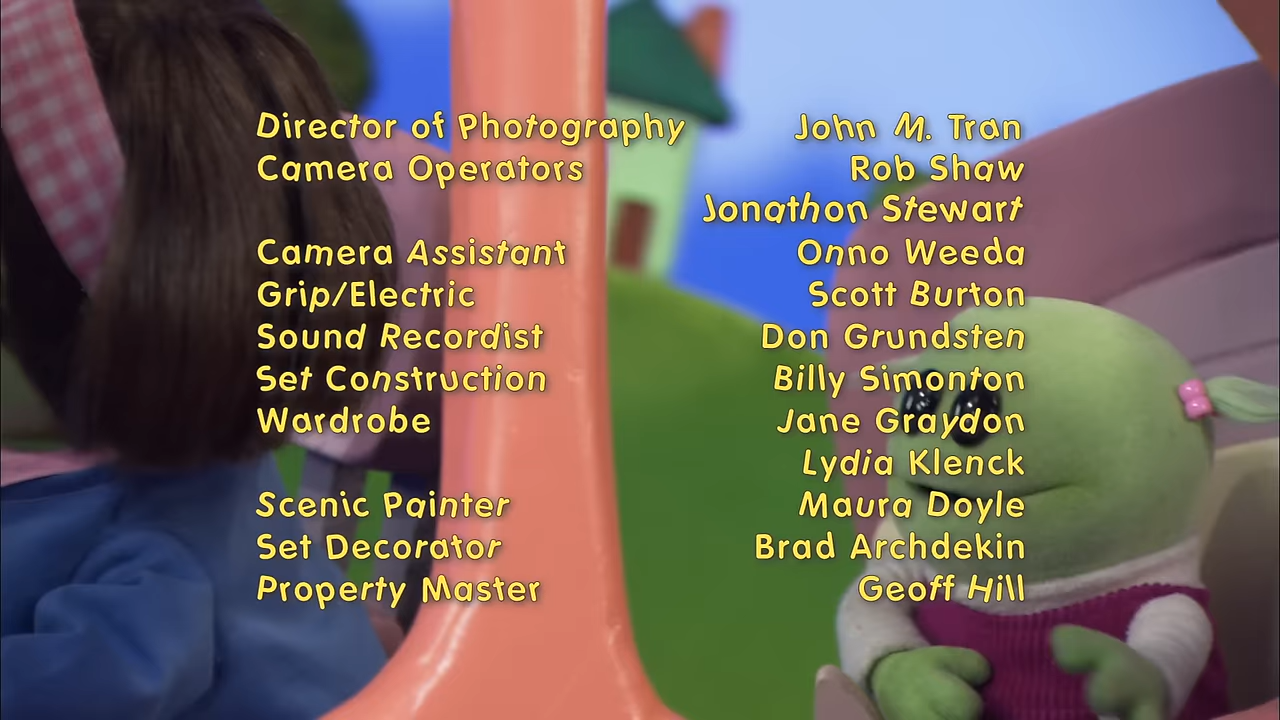 Director of Photography John M. Tran
Camera Operators Rob Shaw
Jonathon Stewart
Camera Assistant Onno Weeda
Grip/Electric Scott Burton
Sound Recordist Don Grundsten
Set Construction Billy Simonton
Wardrobe Jane Graydon
Lydia Klenck
Scenic Painter Maura Doyle
Set Decorator Brad Archdekin
Property Master Geoff Hill